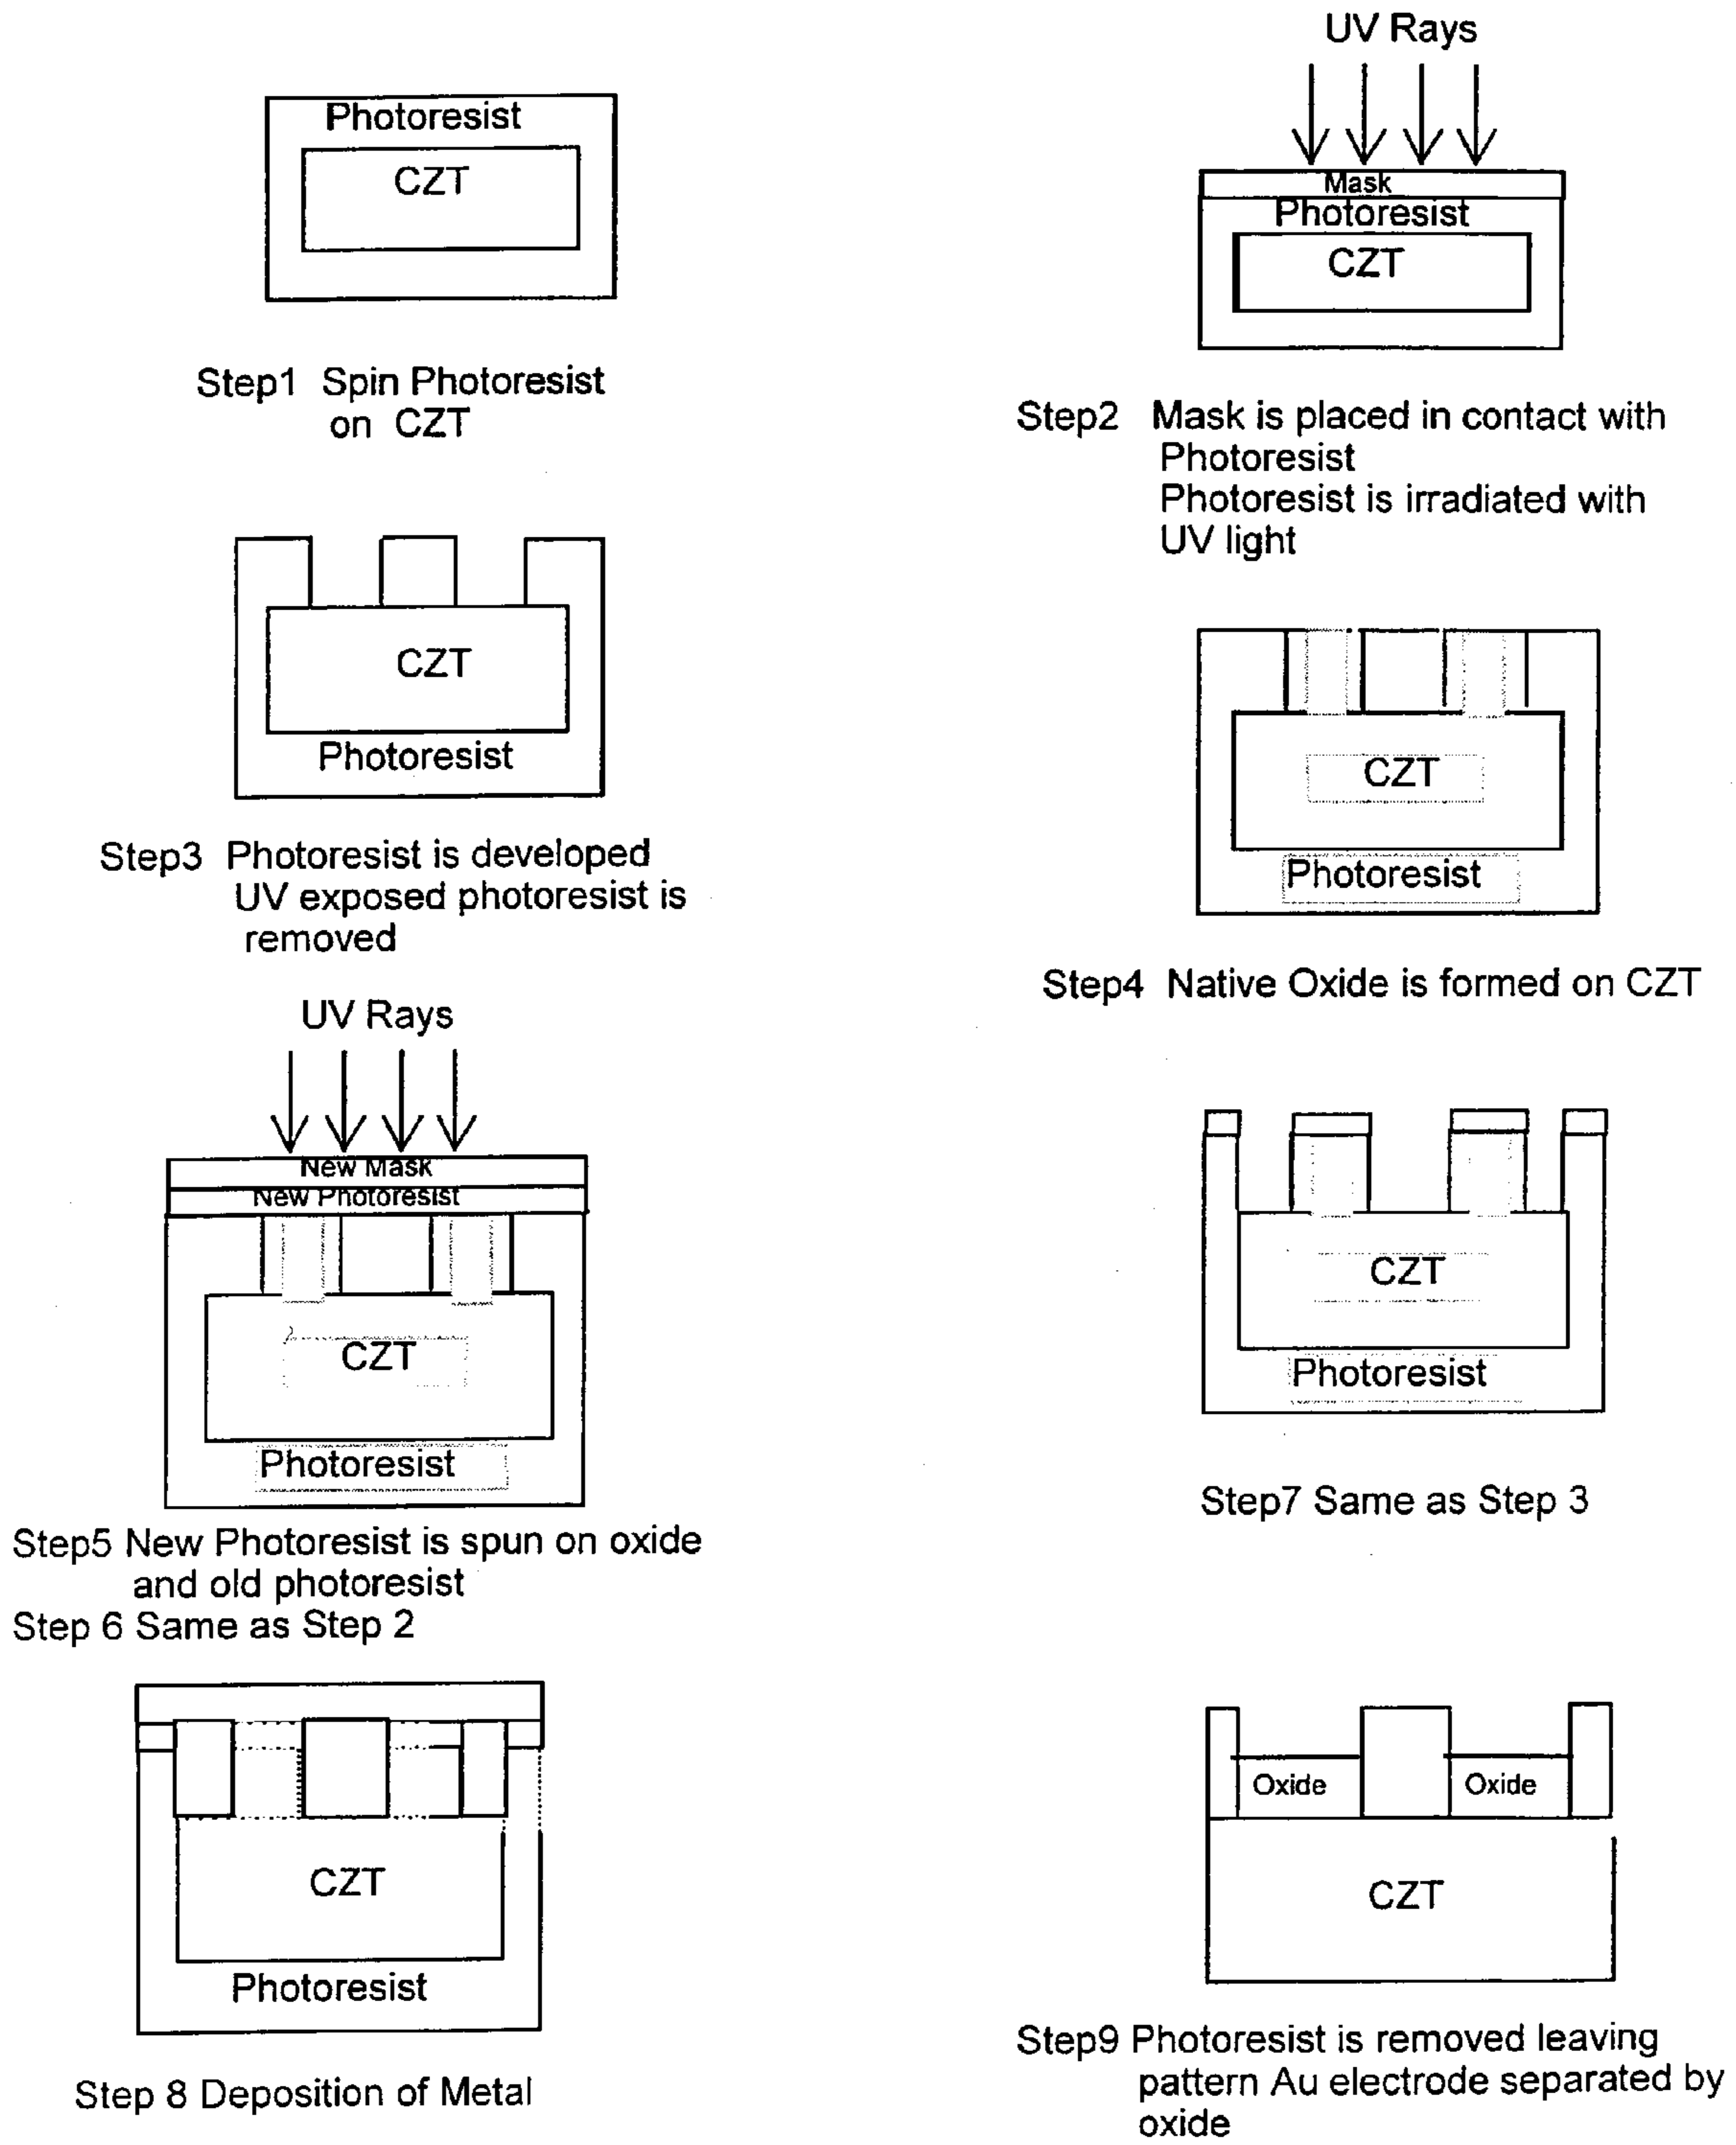 Photoresist
CZT
Step1 Spin Photoresist
on CZT
UV Rays
Mask
Photoresist
CZT
Step2 Mask is placed in contact with
Photoresist
Photoresist is irradiated with
UV light
CZT
Photoresist
Step3 Photoresist is developed
UV exposed photoresist is
removed
CZT
Photoresist
Step4 Native Oxide is formed on CZT
UV Rays
New Mask
New Photoresist
CZT
Photoresist
Step5 New Photoresist is spun on oxide
and old photoresist
Step 6 Same as Step 2
CZT
Photoresist
Step7 Same as Step 3
CZT
Photoresist
Step 8 Deposition of Metal
Oxide
Oxide
CZT
Step9 Photoresist is removed leaving
pattern Au electrode separated by
oxide